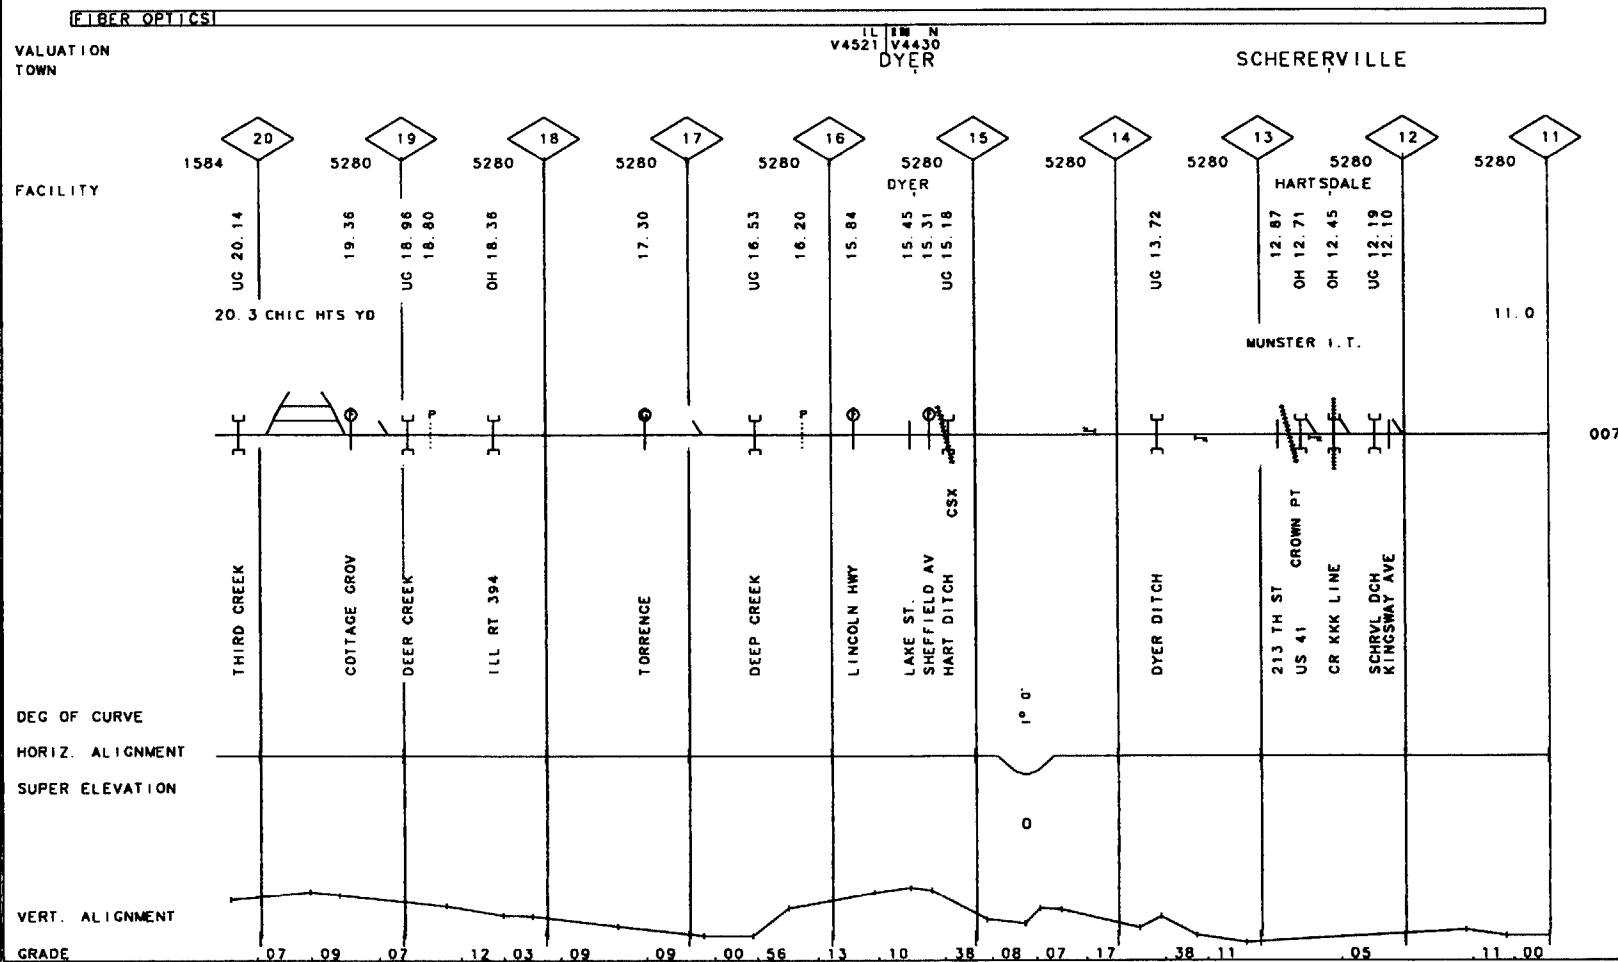 FIBER OPTICS
IL N
VALUATION V4521 V4430
TOWN DYER SCHERERVILLE
20 19 18 17 16 15 14 13 12 11
1584 5280 5280 5280 5280 5280 5280 5280 5280 5280
FACILITY DYER HARTSDALE
UG 20.14
19.36
UG 18.96
18.80
OH 18.36
17.30
UG 16.53
16.20
15.84
15.45
15.31
UG 15.18
UG 13.72
12.87
OH 12.71
OH 12.45
UG 12.19
12.10
20.3 CHIC HTS YD 11.0
MUNSTER I.T.
P P
007
THIRD CREEK
COTTAGE GROV
DEER CREEK
ILL RT 394
TORRENCE
DEEP CREEK
LINCOLN HWY
LAKE ST.
SHEFFIELD AV
HART DITCH
CSX
DYER DITCH
213 TH ST
US 41
CROWN PT
CR KKK LINE
SCHRVL DCH
KINGSWAY AVE
DEG OF CURVE 1° 0'
HORIZ. ALIGNMENT
SUPER ELEVATION
0
VERT. ALIGNMENT
GRADE .07 .09 .07 .12 .03 .09 .09 .00 .56 .13 .10 .38 .08 .07 .17 .38 .11 .05 .11 .00